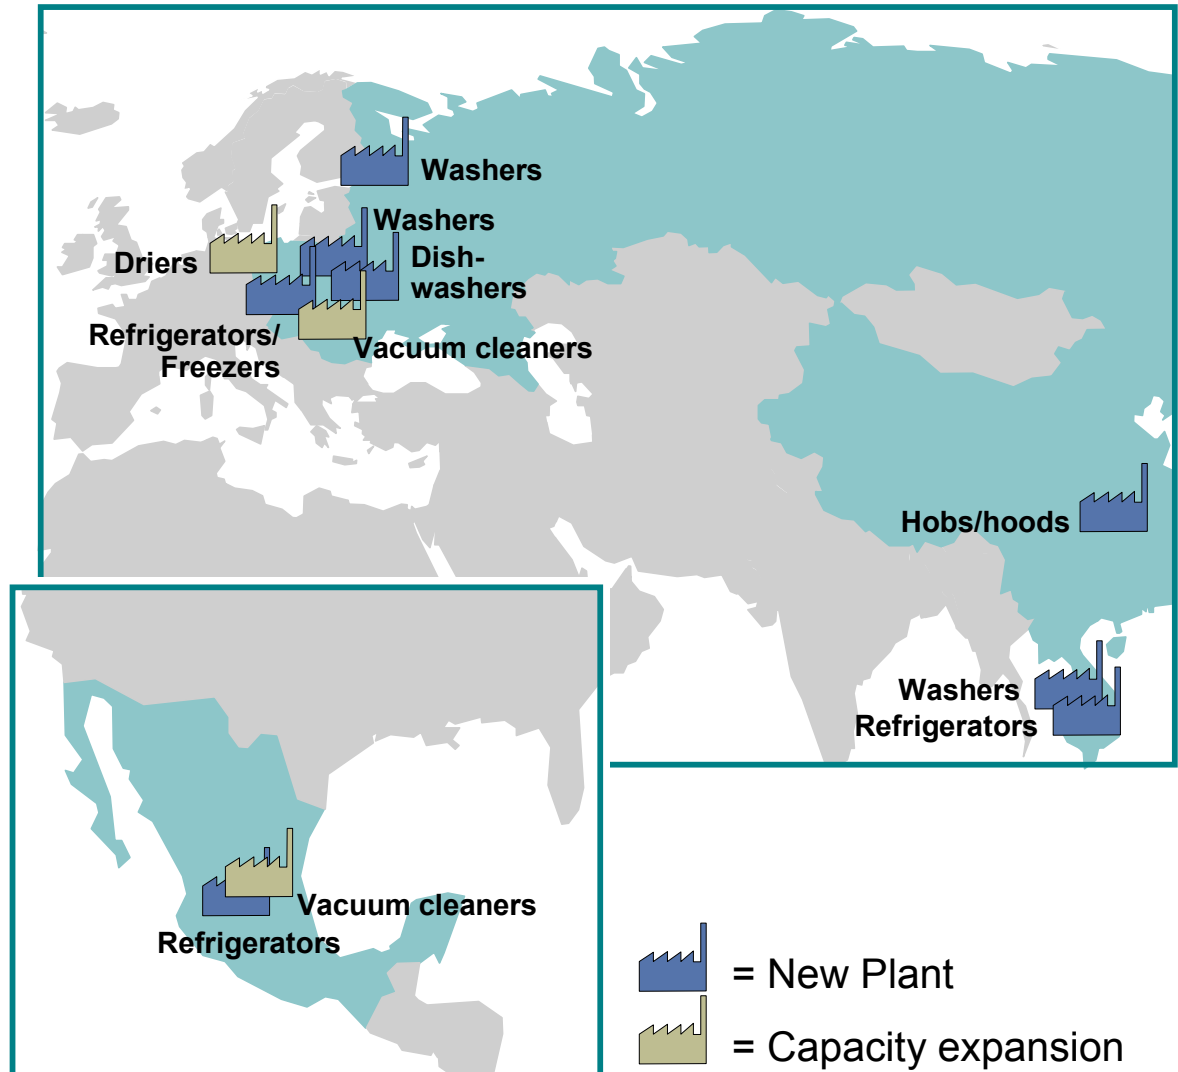 Washers
Washers
Driers
Dish-
washers
Refrigerators/
Freezers
Vacuum cleaners
Hobs/hoods
Washers
Refrigerators
Vacuum cleaners
Refrigerators
= New Plant
= Capacity expansion